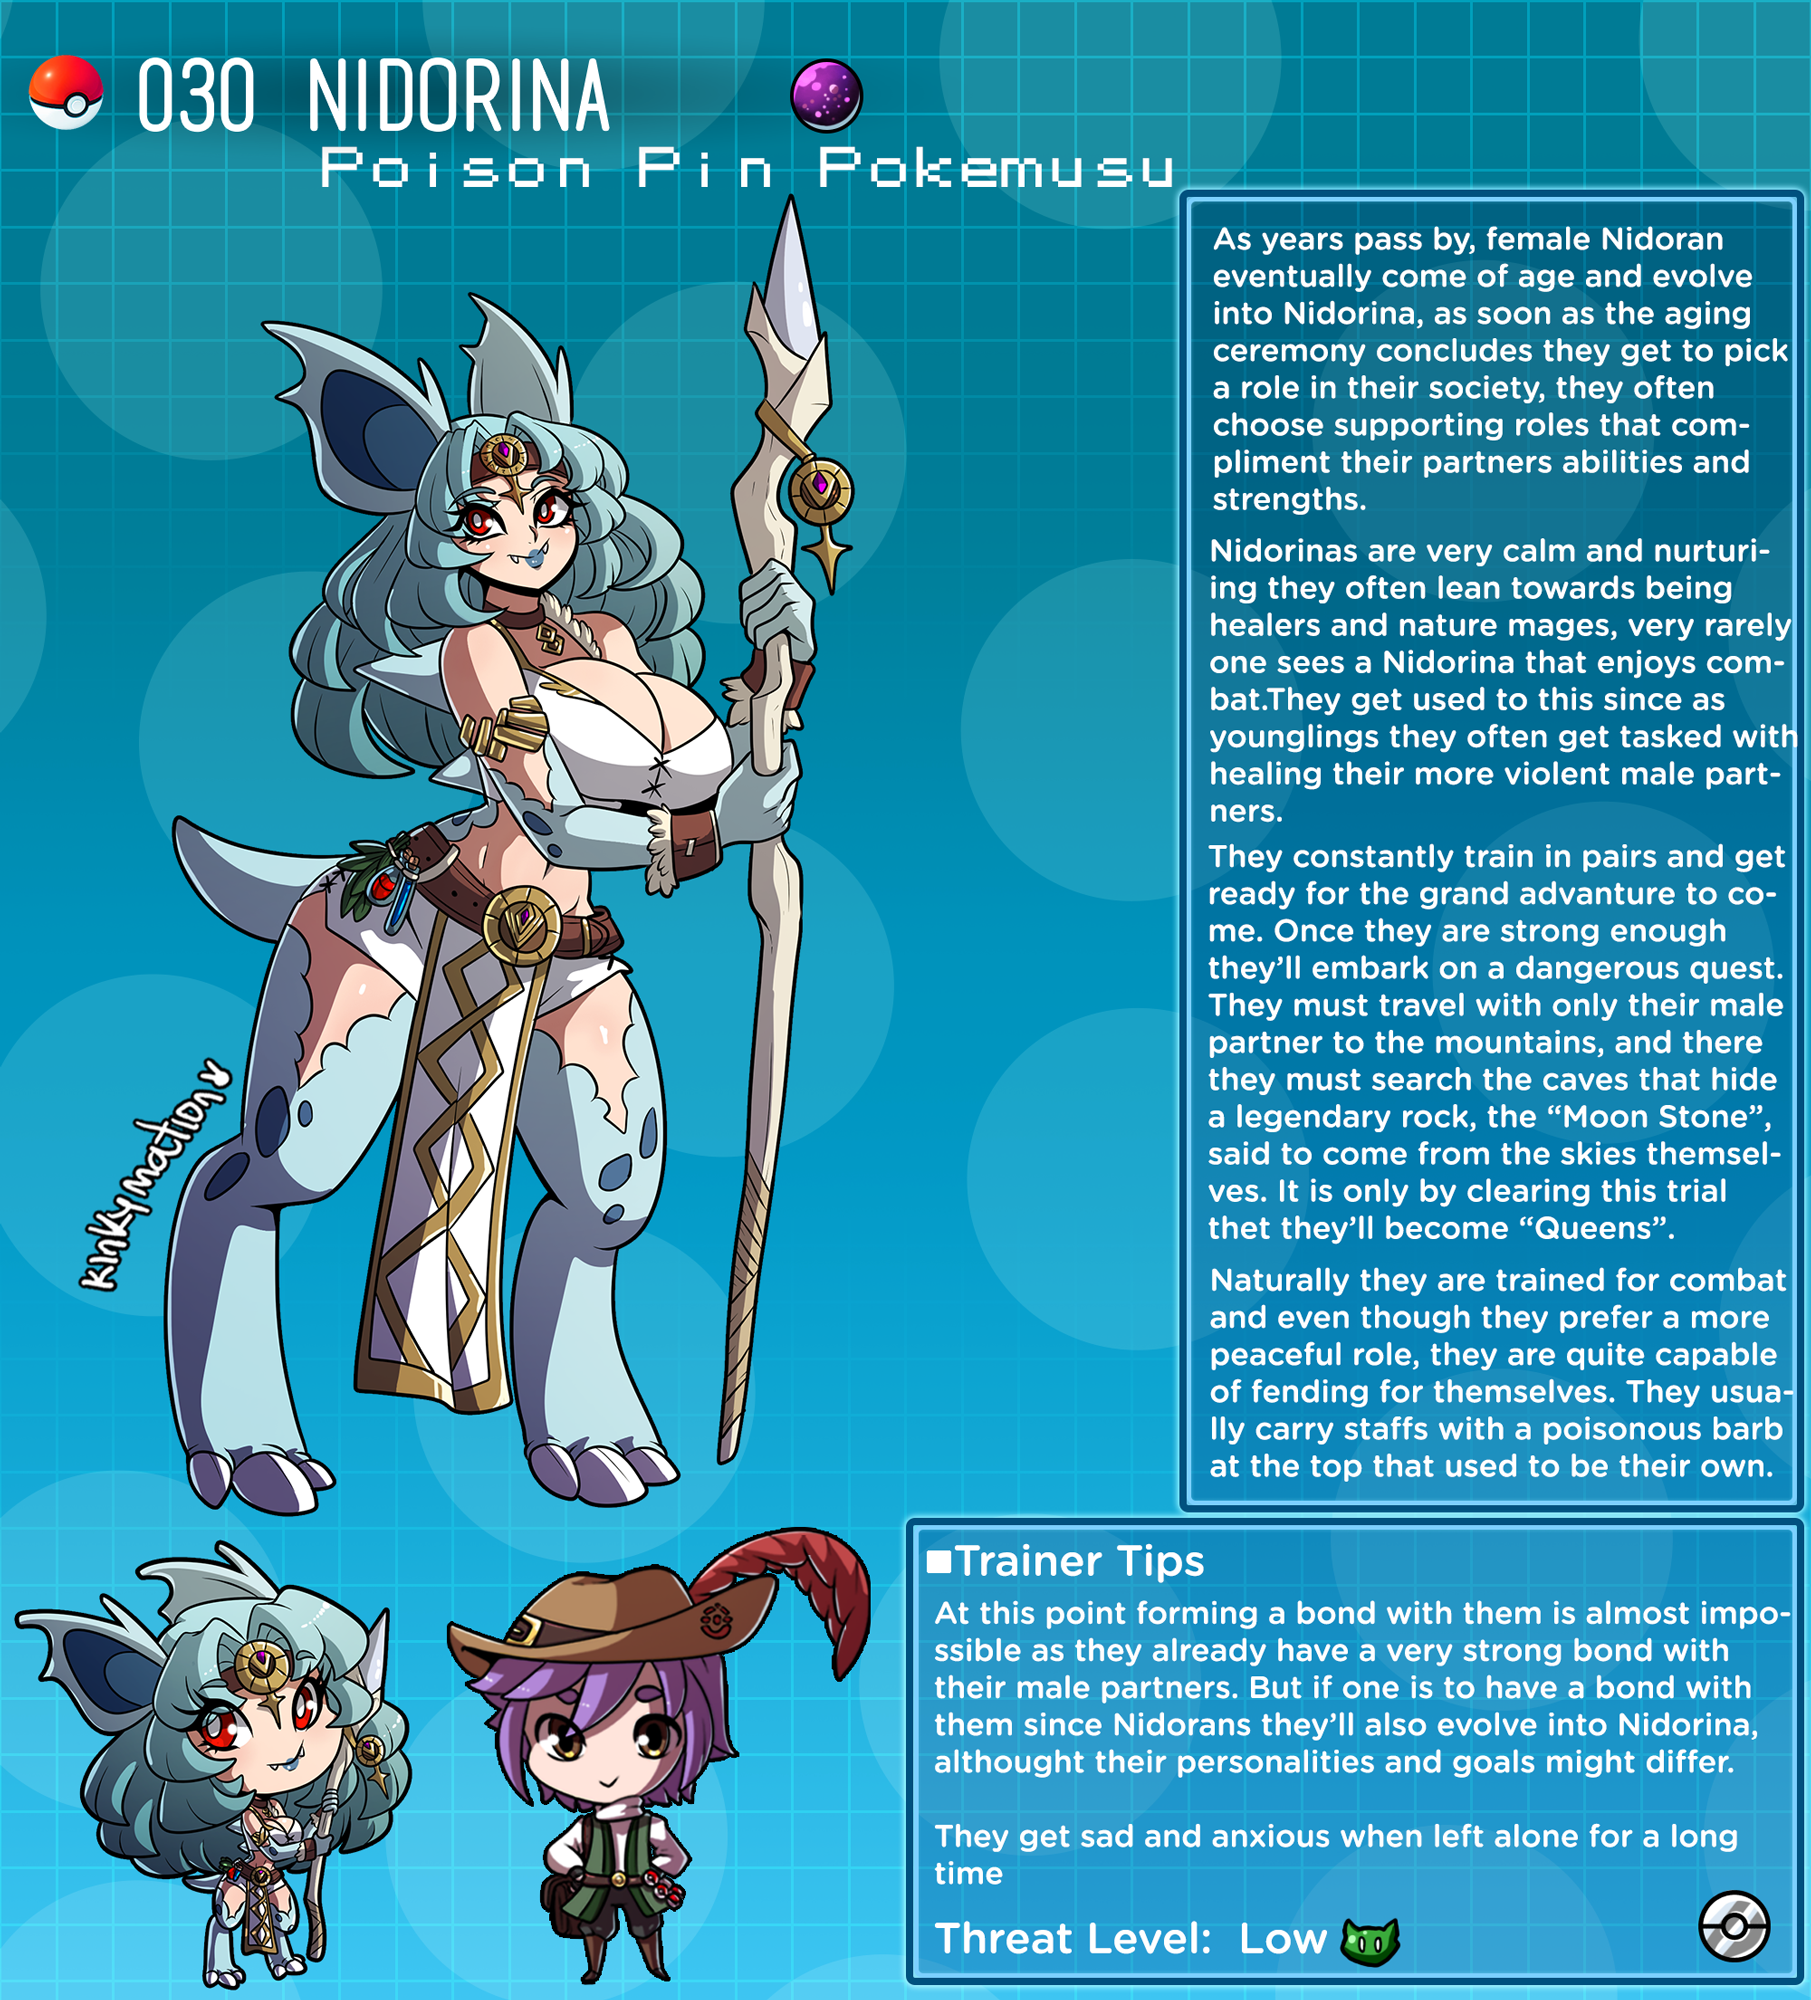 030 NIDORINA
Poison Pin Pokemusu
As years pass by, female Nidoran
eventually come of age and evolve
into Nidorina, as soon as the aging
ceremony concludes they get to pick
a role in their society, they often
choose supporting roles that com-
pliment their partners abilities and
strengths.
Nidorinas are very calm and nurturi-
ing they often lean towards being
healers and nature mages, very rarely
one sees a Nidorina that enjoys com-
bat.They get used to this since as
younglings they often get tasked with
healing their more violent male part-
ners.
They constantly train in pairs and get
ready for the grand advanture to co-
me. Once they are strong enough
they’ll embark on a dangerous quest.
They must travel with only their male
partner to the mountains, and there
they must search the caves that hide
a legendary rock, the “Moon Stone”,
said to come from the skies themsel-
ves. It is only by clearing this trial
thet they’ll become “Queens”.
Naturally they are trained for combat
and even though they prefer a more
peaceful role, they are quite capable
of fending for themselves. They usua-
lly carry staffs with a poisonous barb
at the top that used to be their own.
kinkymation
Trainer Tips
At this point forming a bond with them is almost impo-
ssible as they already have a very strong bond with
their male partners. But if one is to have a bond with
them since Nidorans they’ll also evolve into Nidorina,
althought their personalities and goals might differ.
They get sad and anxious when left alone for a long
time
Threat Level: Low